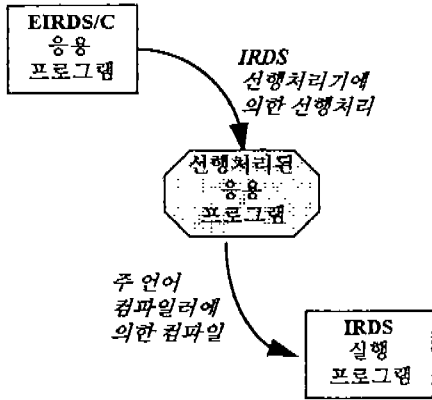 EIRDS/C
응용
프로그램
IRDS
선행처리기에
의한 선행처리
선행처리된
응용
프로그램
주 언어
컴파일러에
의한 컴파일
IRDS
실행
프로그램